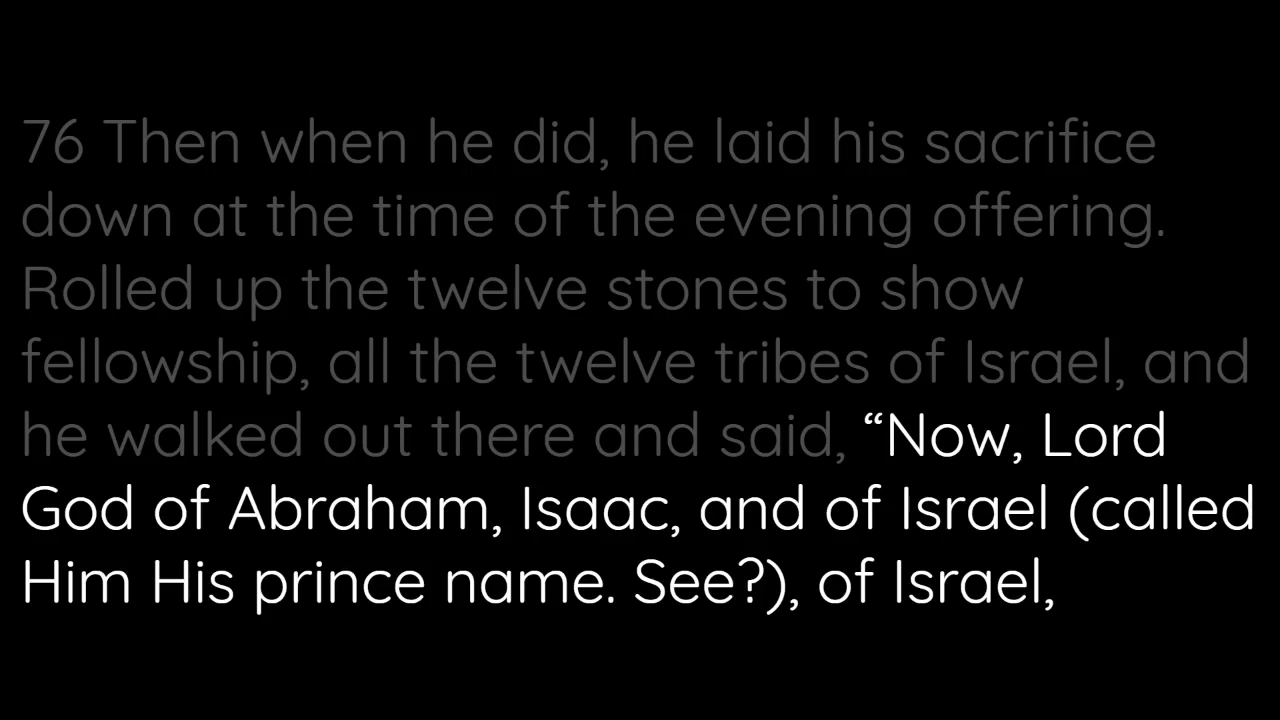 76 Then when he did, he laid his sacrifice
down at the time of the evening offering.
Rolled up the twelve stones to show
fellowship, all the twelve tribes of Israel, and
he walked out there and said, “Now, Lord
God of Abraham, Isaac, and of Israel (called
Him His prince name. See?), of Israel,